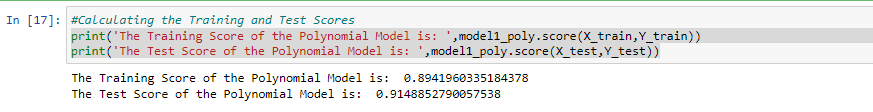 In [17]: #Calculating the Training and Test Scores
print('The Training Score of the Polynomial Model is: ',model1_poly.score(X_train,Y_train))
print('The Test Score of the Polynomial Model is: ',model1_poly.score(X_test,Y_test))
The Training Score of the Polynomial Model is:  0.8941960335184378
The Test Score of the Polynomial Model is:  0.9148852790057538